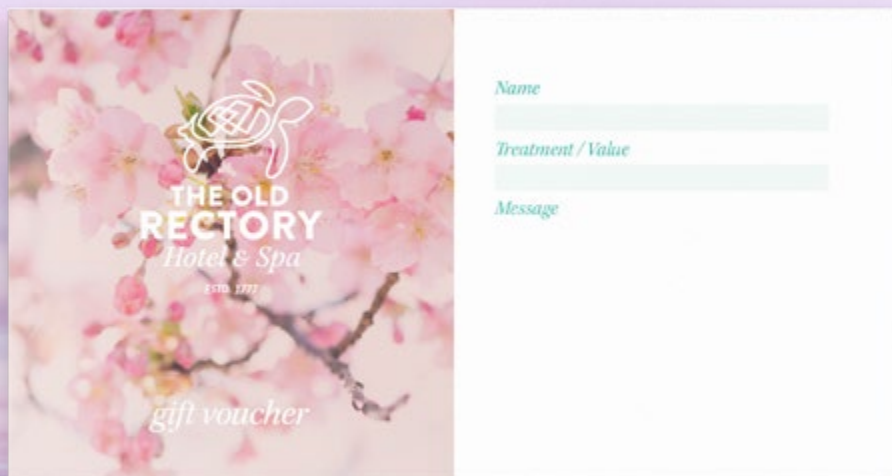 THE OLD
RECTORY
Hotel & Spa
ESTD. 1777
gift voucher
Name
Treatment / Value
Message